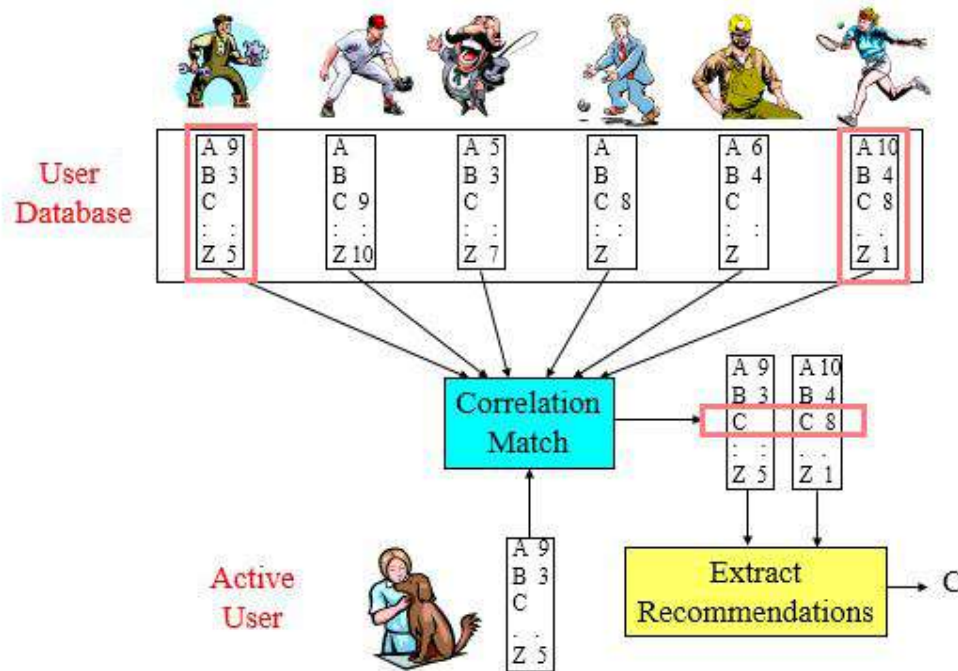 User
Database
A 9
B 3
C
. :
Z 5
A
B
C 9
: :
Z 10
A 5
B 3
C
: :
Z 7
A
B
C 8
. :
Z
A 6
B 4
C
. :
Z
A 10
B 4
C 8
. .
Z 1
Correlation
Match
A 9
B 3
C
. :
Z 5
A 10
B 4
C 8
. .
Z 1
Active
User
A 9
B 3
C
. .
Z 5
Extract
Recommendations
C